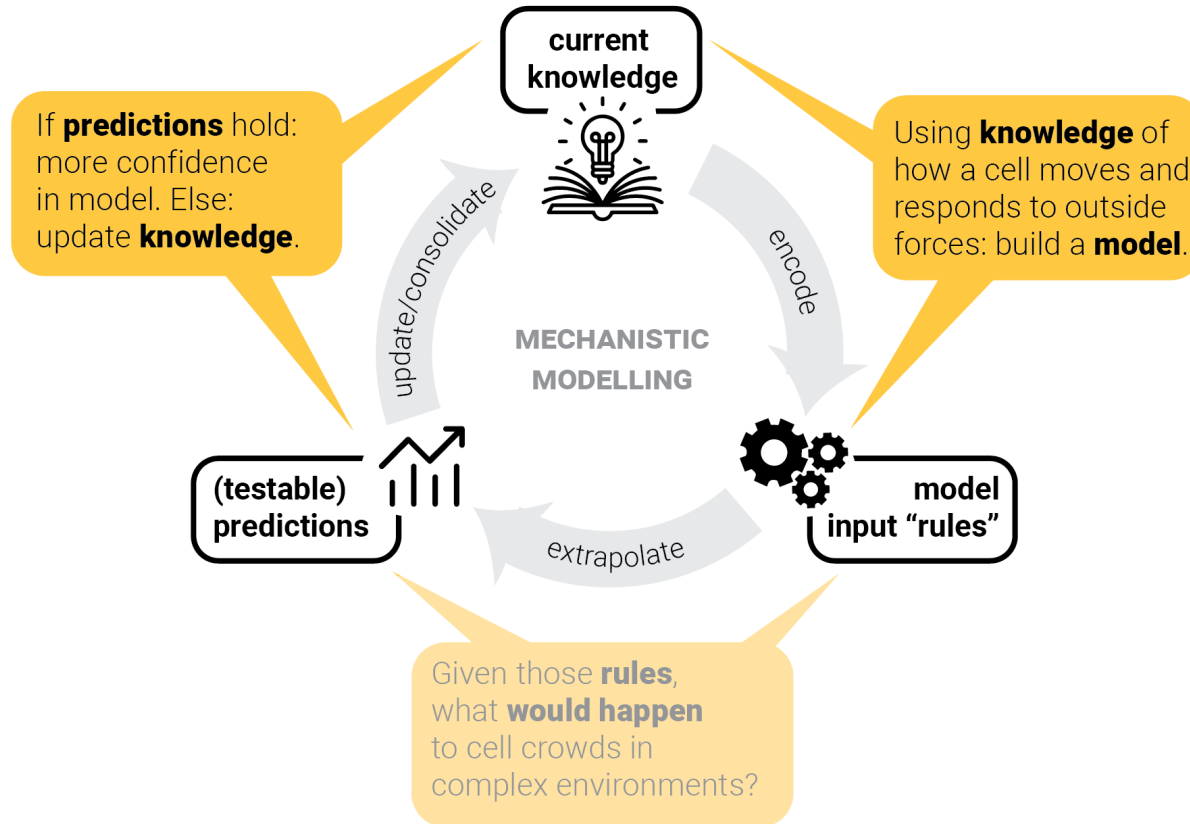 current
knowledge
If predictions hold:
more confidence
in model. Else:
update knowledge.
Using knowledge of
how a cell moves and
responds to outside
forces: build a model.
update/consolidate
encode
MECHANISTIC
MODELLING
(testable)
predictions
model
input “rules”
extrapolate
Given those rules,
what would happen
to cell crowds in
complex environments?